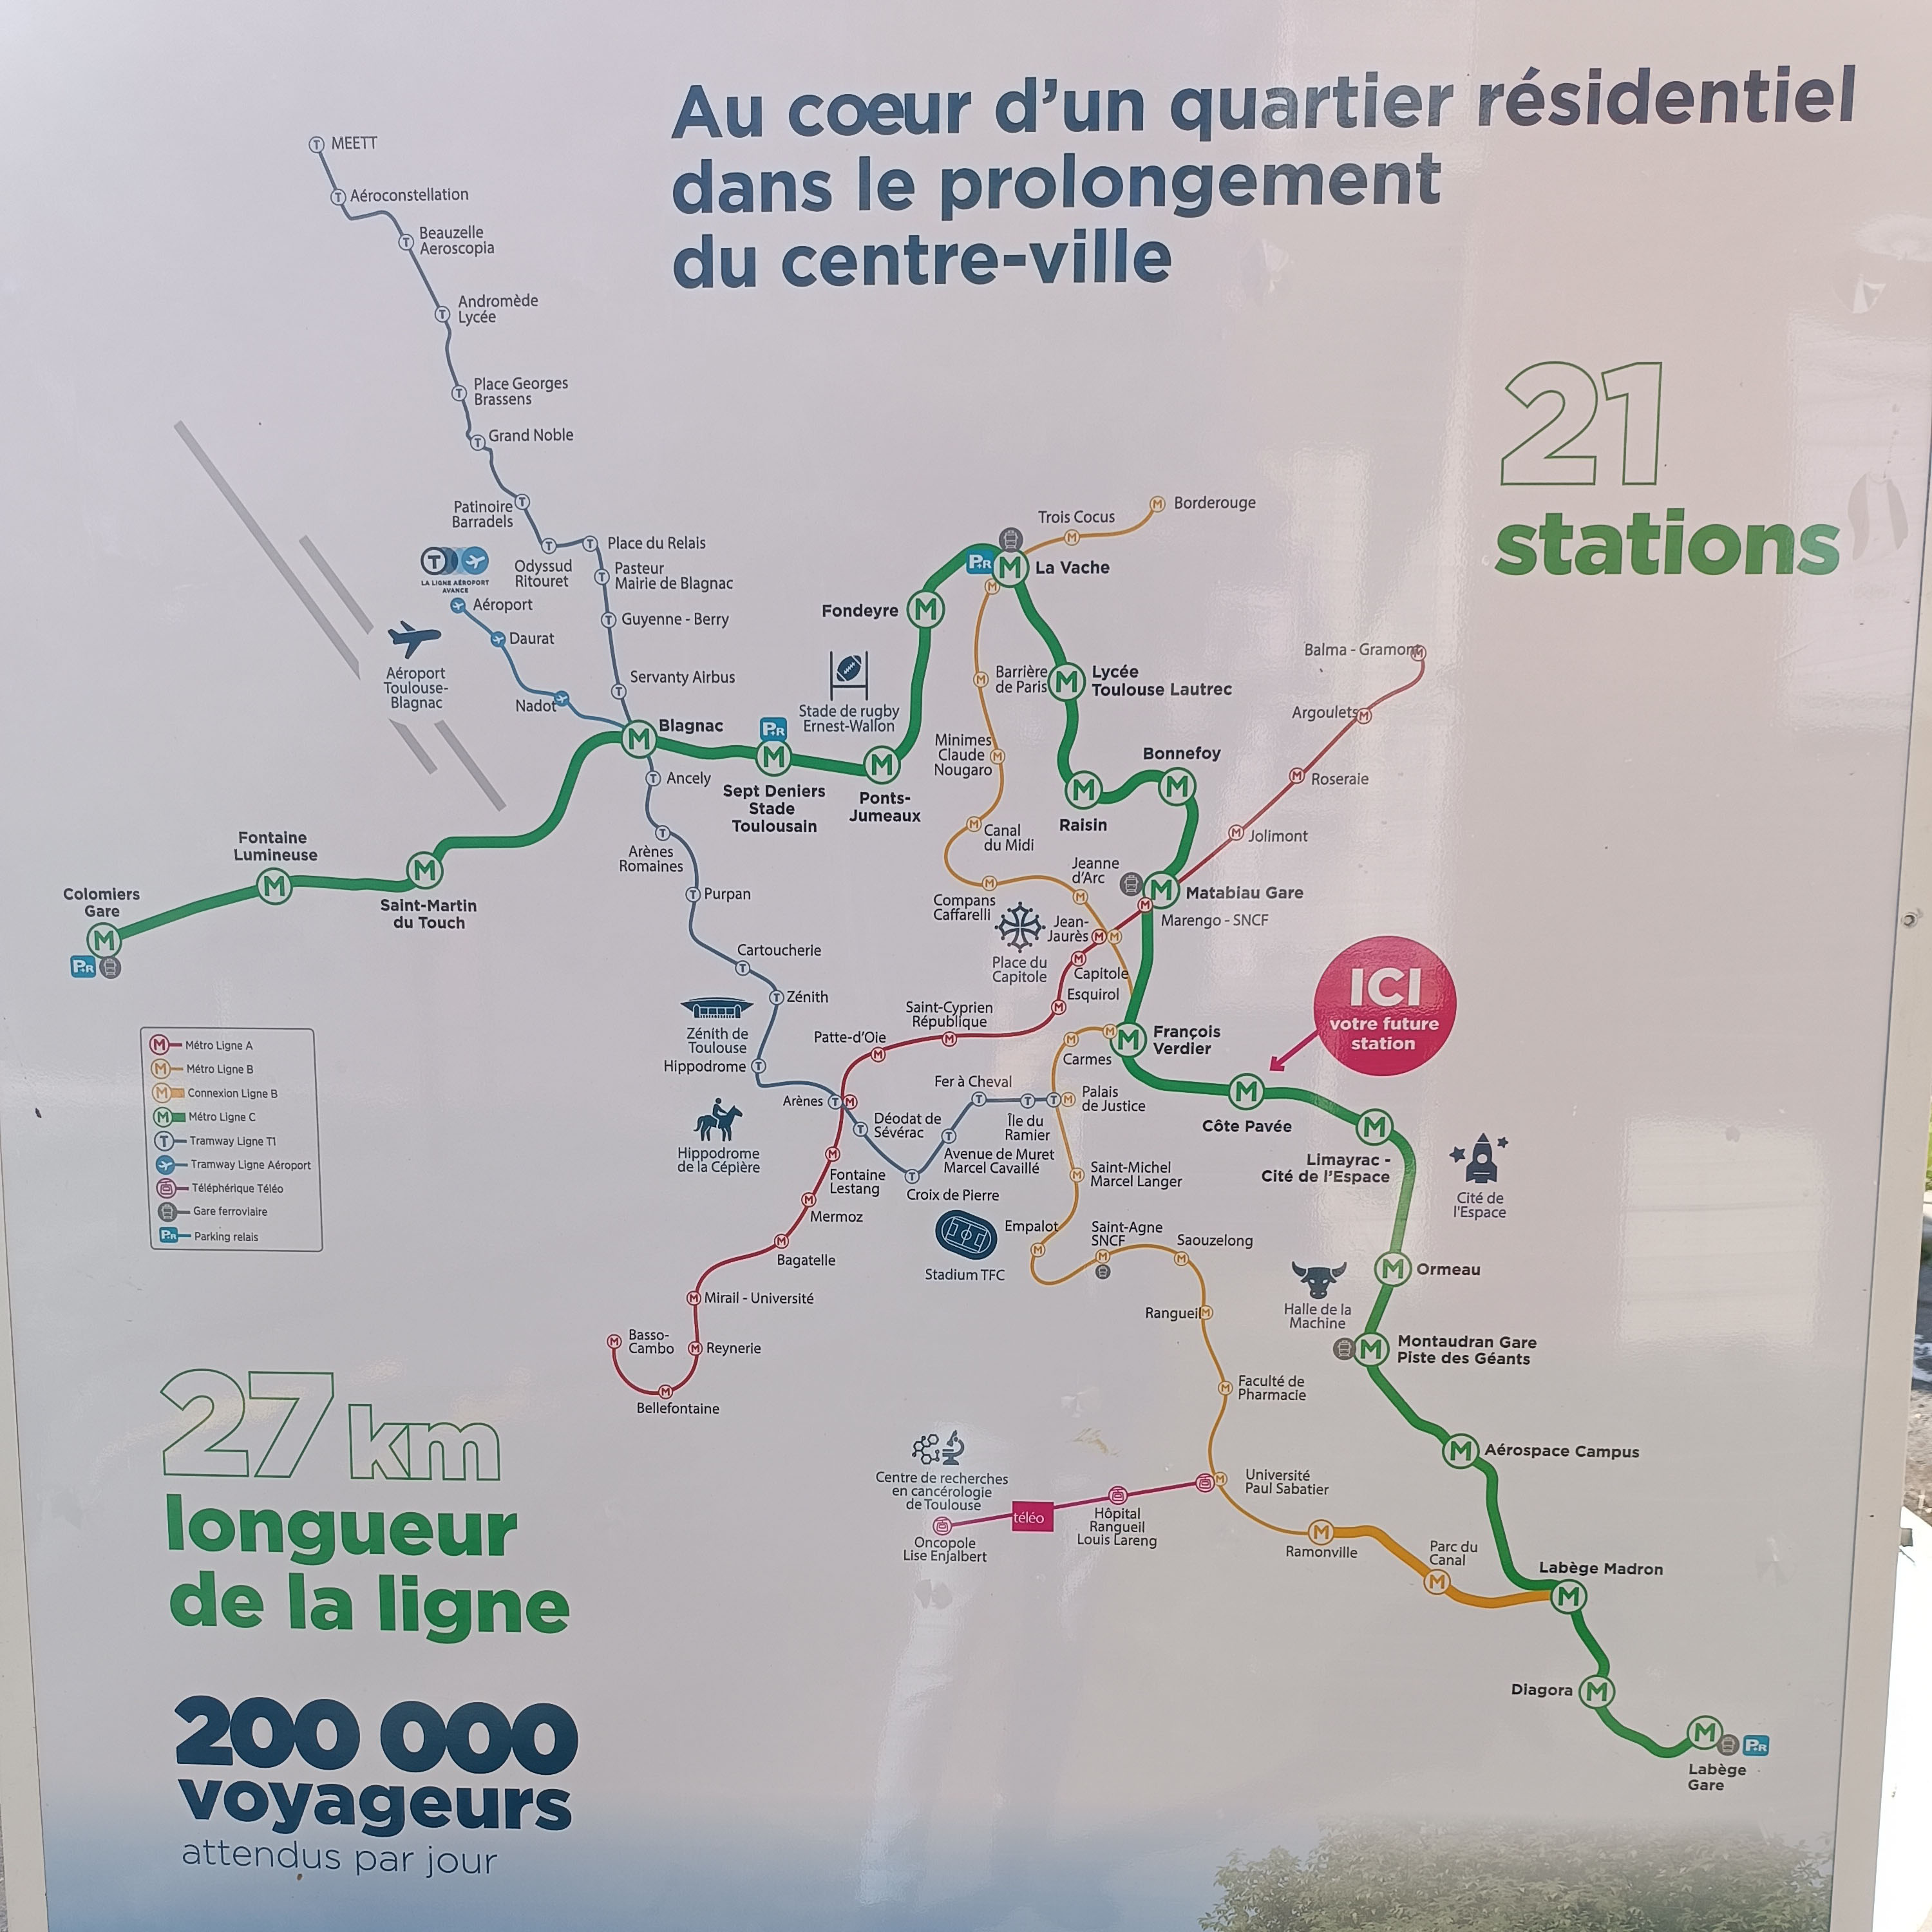 Au coeur d'un quartier résidentiel
dans le prolongement
du centre-ville
21
stations
MEETT
Aéroconstellation
Beauzelle
Aeroscopia
Andromède
Lycée
Place Georges
Brassens
Grand Noble
Patinoire
Barradels
Odyssud
Ritouret
Place du Relais
Pasteur
Mairie de Blagnac
Guyenne - Berry
Servanty Airbus
T
LA LIGNE AÉROPORT
AVANCE
Aéroport
Daurat
Nadot
Aéroport
Toulouse-
Blagnac
Blagnac
Ancely
Arènes
Romaines
Purpan
Cartoucherie
Zénith
Zénith de
Toulouse
Hippodrome
Hippodrome
de la Cépière
Arènes
Déodat de
Sévérac
Croix de Pierre
Avenue de Muret
Marcel Cavaillé
Fer à Cheval
Île du
Ramier
Palais
de Justice
Colomiers
Gare
P+R
Fontaine
Lumineuse
Saint-Martin
du Touch
P+R
Sept Deniers
Stade
Toulousain
Stade de rugby
Ernest-Wallon
Ponts-
Jumeaux
Fondeyre
P+R
La Vache
Trois Cocus
Borderouge
Barrière
de Paris
Lycée
Toulouse Lautrec
Minimes
Claude
Nougaro
Raisin
Bonnefoy
Canal
du Midi
Compans
Caffarelli
Jeanne
d'Arc
Place du
Capitole
Jean-
Jaurès
Capitole
Esquirol
Matabiau Gare
Marengo - SNCF
Jolimont
Roseraie
Argoulets
Balma - Gramont
Saint-Cyprien
République
Patte-d'Oie
Carmes
François
Verdier
ICI
votre future
station
Côte Pavée
Limayrac -
Cité de l'Espace
Cité de
l'Espace
Ormeau
Halle de la
Machine
Montaudran Gare
Piste des Géants
Aérospace Campus
Labège Madron
Diagora
Labège
Gare
P+R
Fontaine
Lestang
Mermoz
Bagatelle
Mirail - Université
Reynerie
Bellefontaine
Basso-
Cambo
Saint-Michel
Marcel Langer
Empalot
Stadium TFC
Saint-Agne
SNCF
Saouzelong
Rangueil
Faculté de
Pharmacie
Université
Paul Sabatier
Ramonville
Parc du
Canal
Centre de recherches
en cancérologie
de Toulouse
Oncopole
Lise Enjalbert
téléo
Hôpital
Rangueil
Louis Lareng
M Métro Ligne A
M Métro Ligne B
M Connexion Ligne B
M Métro Ligne C
T Tramway Ligne T1
Tramway Ligne Aéroport
Téléphérique Téléo
Gare ferroviaire
P+R Parking relais
27 km
longueur
de la ligne
200 000
voyageurs
attendus par jour